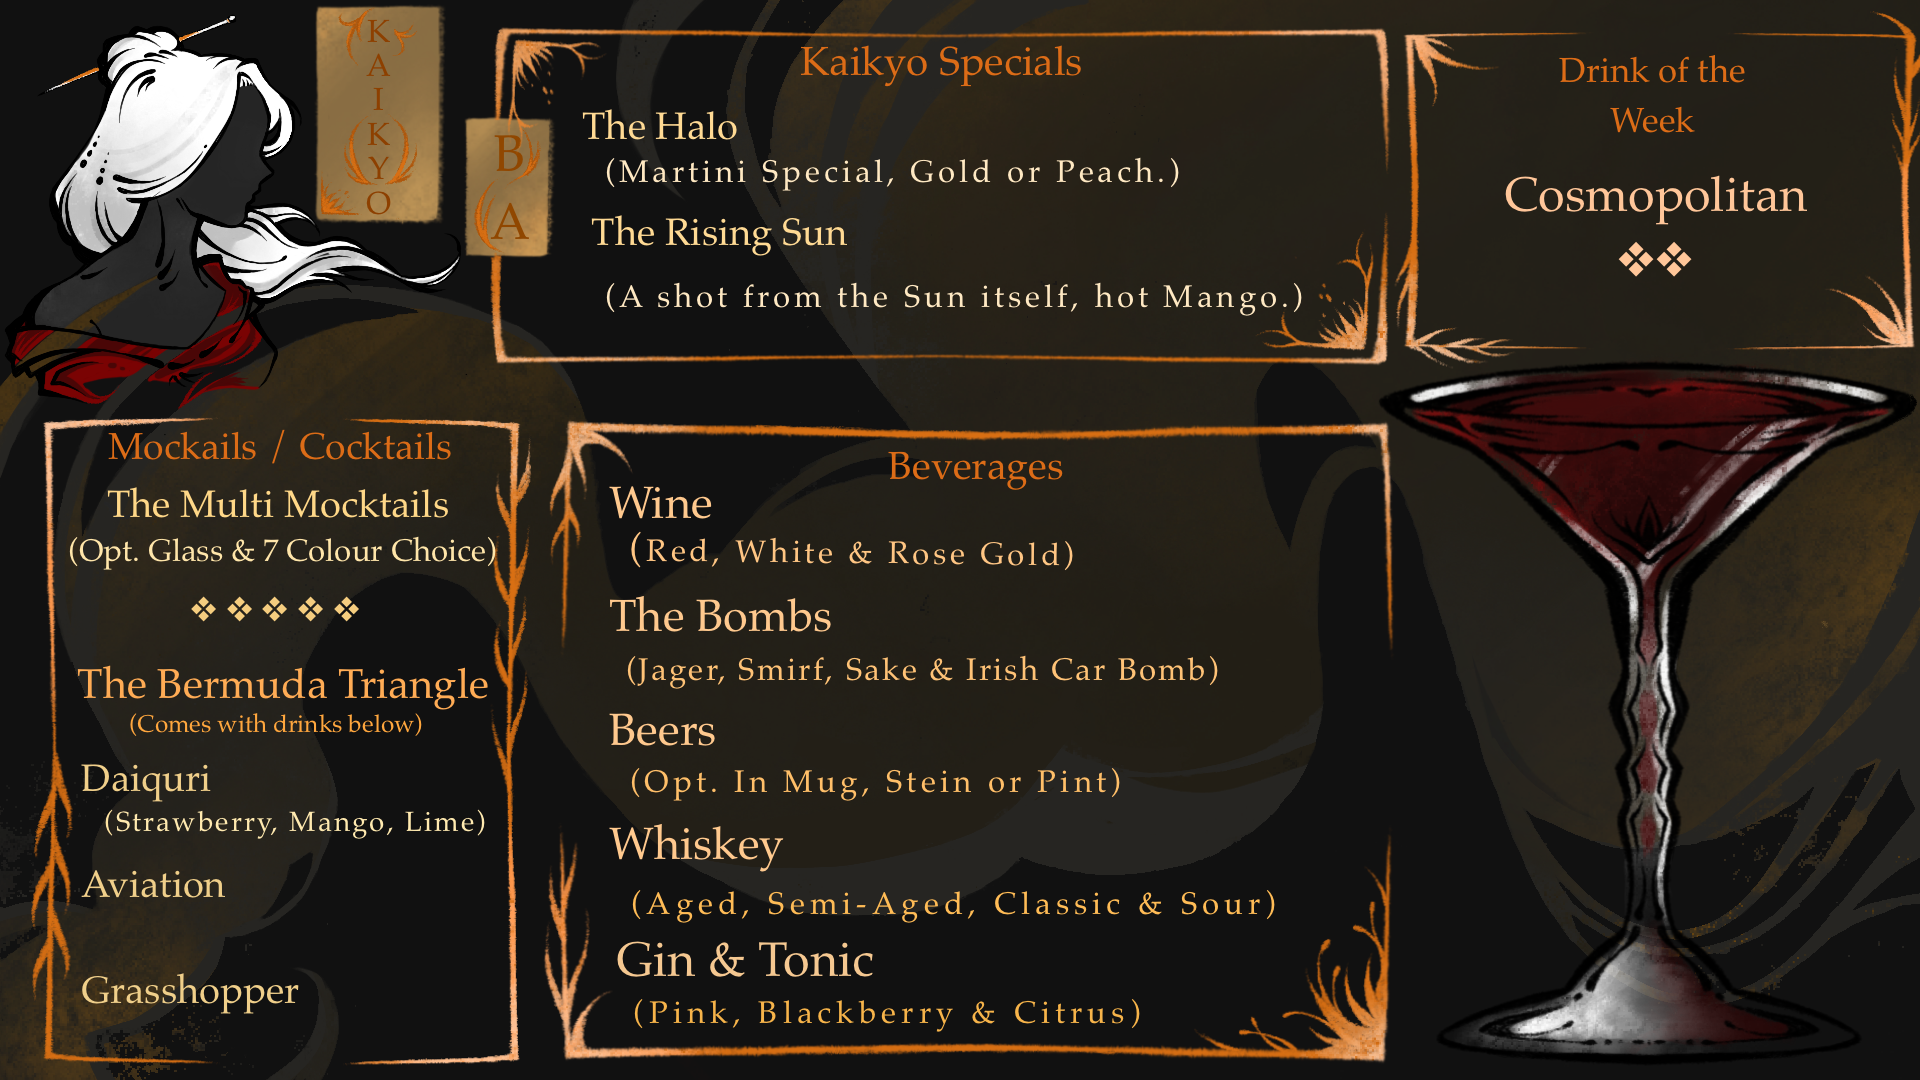 KAIKYO
BA
Kaikyo Specials
The Halo
(Martini Special, Gold or Peach.)
The Rising Sun
(A shot from the Sun itself, hot Mango.)
Drink of the
Week
Cosmopolitan
❖❖
Mockails / Cocktails
The Multi Mocktails
(Opt. Glass & 7 Colour Choice)
❖ ❖ ❖ ❖ ❖
The Bermuda Triangle
(Comes with drinks below)
Daiquri
(Strawberry, Mango, Lime)
Aviation
Grasshopper
Beverages
Wine
(Red, White & Rose Gold)
The Bombs
(Jager, Smirf, Sake & Irish Car Bomb)
Beers
(Opt. In Mug, Stein or Pint)
Whiskey
(Aged, Semi-Aged, Classic & Sour)
Gin & Tonic
(Pink, Blackberry & Citrus)